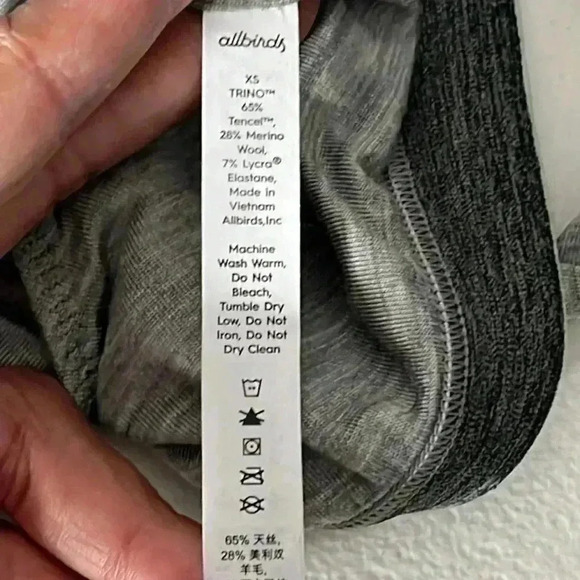 allbirds
XS
TRINO™
65%
Tencel™,
28% Merino
Wool,
7% Lycra®
Elastane,
Made in
Vietnam
Allbirds,Inc
Machine
Wash Warm,
Do Not
Bleach,
Tumble Dry
Low, Do Not
Iron, Do Not
Dry Clean
65% 天丝,
28% 美利奴
羊毛,